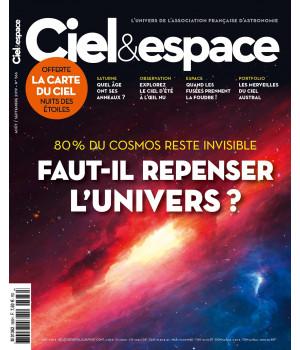 L'UNIVERS DE L'ASSOCIATION FRANÇAISE D'ASTRONOMIE
Ciel&espace
OFFERTE
LA CARTE
DU CIEL
NUITS DES
ÉTOILES
SATURNE
QUEL ÂGE
ONT SES
ANNEAUX ?
OBSERVATION
EXPLOREZ
LE CIEL D'ÉTÉ
À L'ŒIL NU
ESPACE
QUAND LES
FUSÉES PRENNENT
LA POUDRE !
PORTFOLIO
LES MERVEILLES
DU CIEL
AUSTRAL
80 % DU COSMOS RESTE INVISIBLE
FAUT-IL REPENSER
L'UNIVERS ?